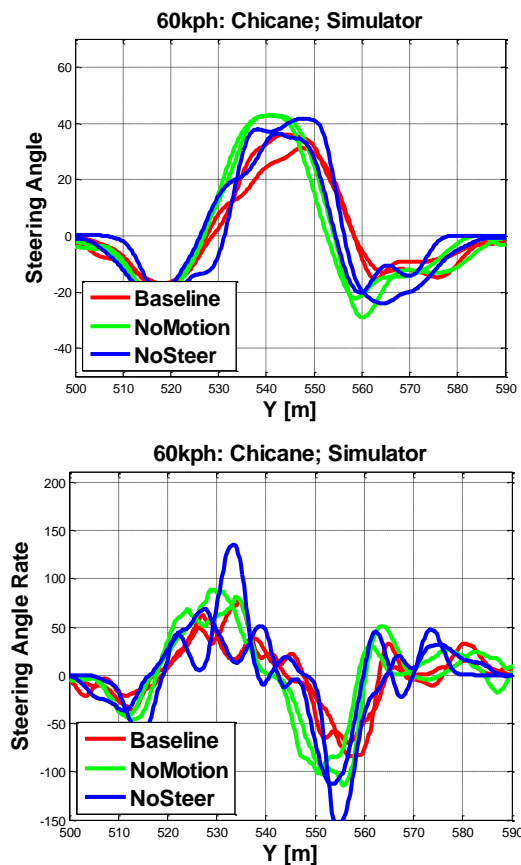 60kph: Chicane; Simulator
60
40
20
0
-20
-40
Steering Angle
Baseline
NoMotion
NoSteer
500 510 520 530 540 550 560 570 580 590
Y [m]
60kph: Chicane; Simulator
200
150
100
50
0
-50
-100
-150
Steering Angle Rate
Baseline
NoMotion
NoSteer
500 510 520 530 540 550 560 570 580 590
Y [m]